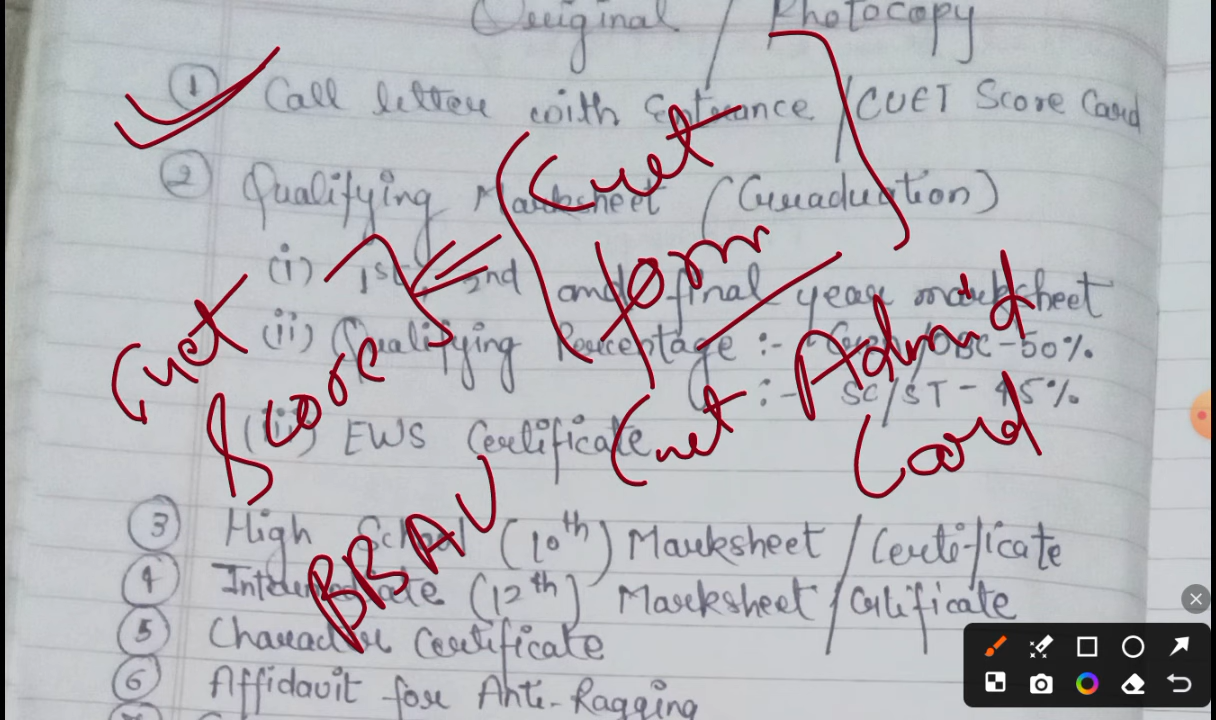 Original / Photocopy
① Call letter with Entrance / CUET Score Card
② Qualifying Marksheet / (Graduation)
(i) 1st, 2nd and final year marksheet
(ii) Qualifying Percentage :- Gen/OBC-50%
:- SC/ST-45%
(iii) EWS Certificate
③ High School (10th) Marksheet / Certificate
④ Intermediate (12th) Marksheet / Certificate
⑤ Character Certificate
⑥ Affidavit for Anti-Ragging
Cuet
form
Cuet
Score
Cuet Admit
Card
BBAU